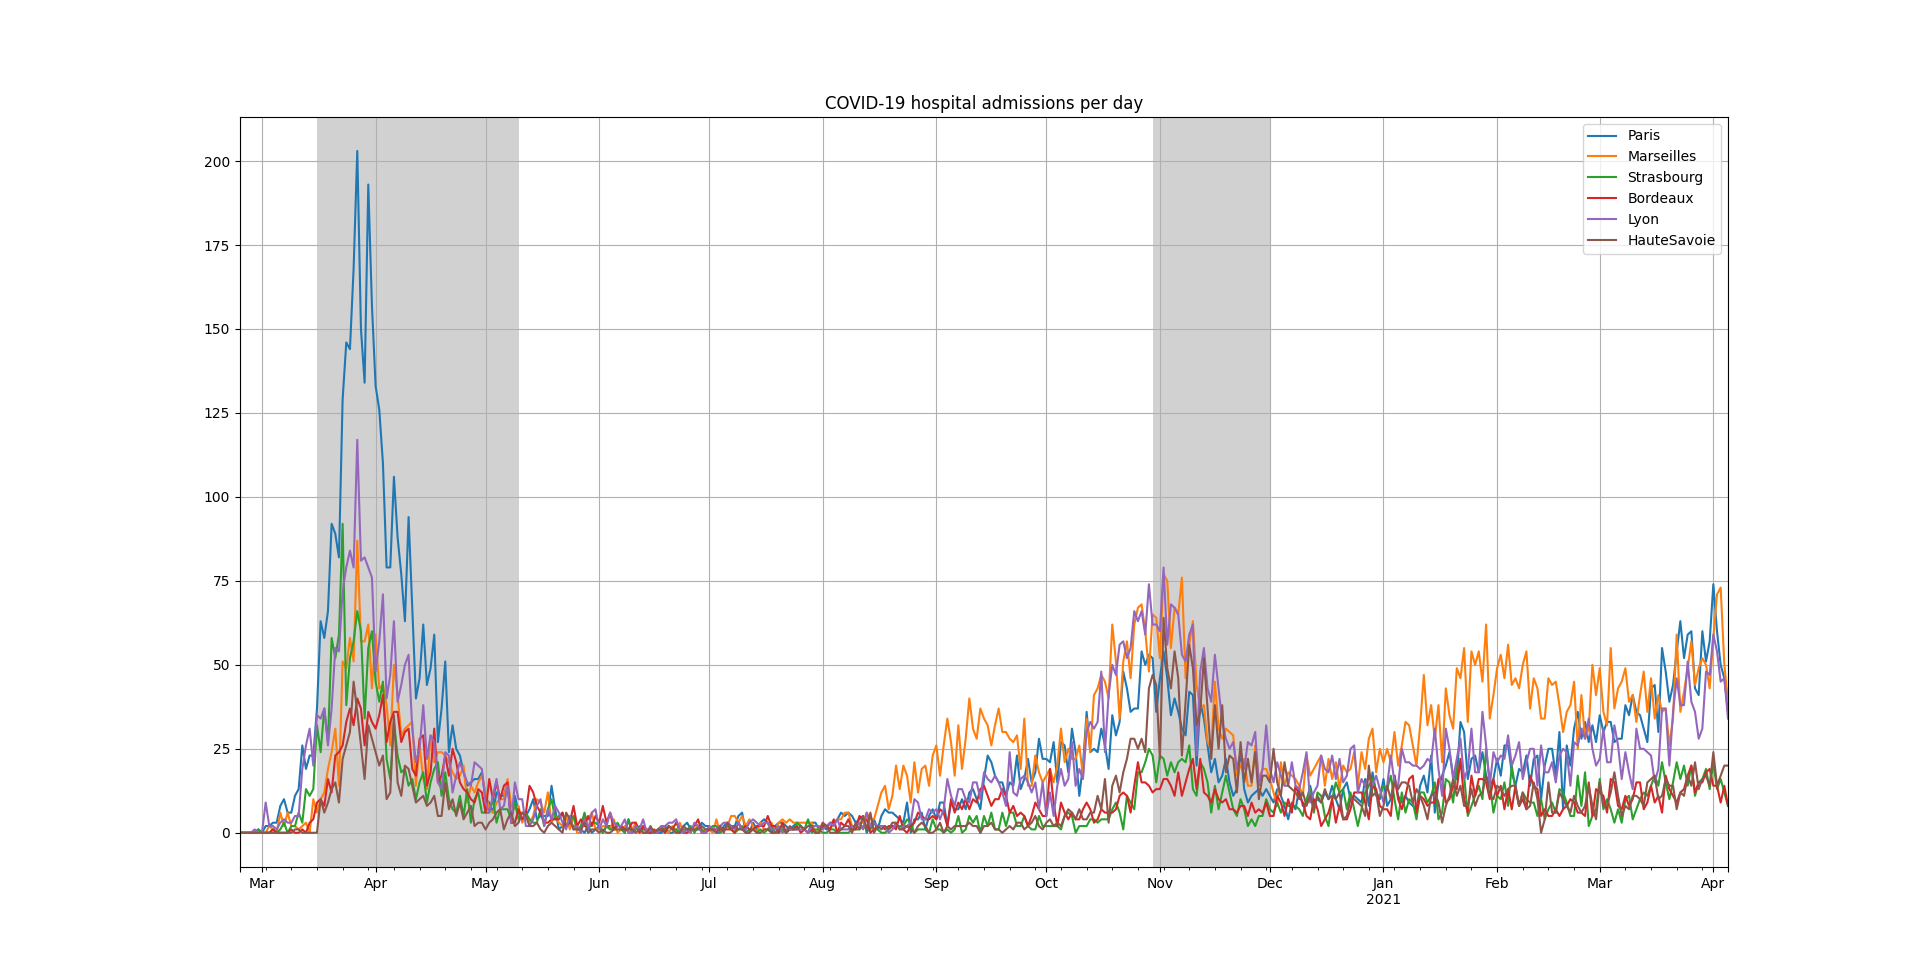 COVID-19 hospital admissions per day
200
175
150
125
100
75
50
25
0
Paris
Marseilles
Strasbourg
Bordeaux
Lyon
HauteSavoie
Mar Apr May Jun Jul Aug Sep Oct Nov Dec Jan Feb Mar Apr
2021